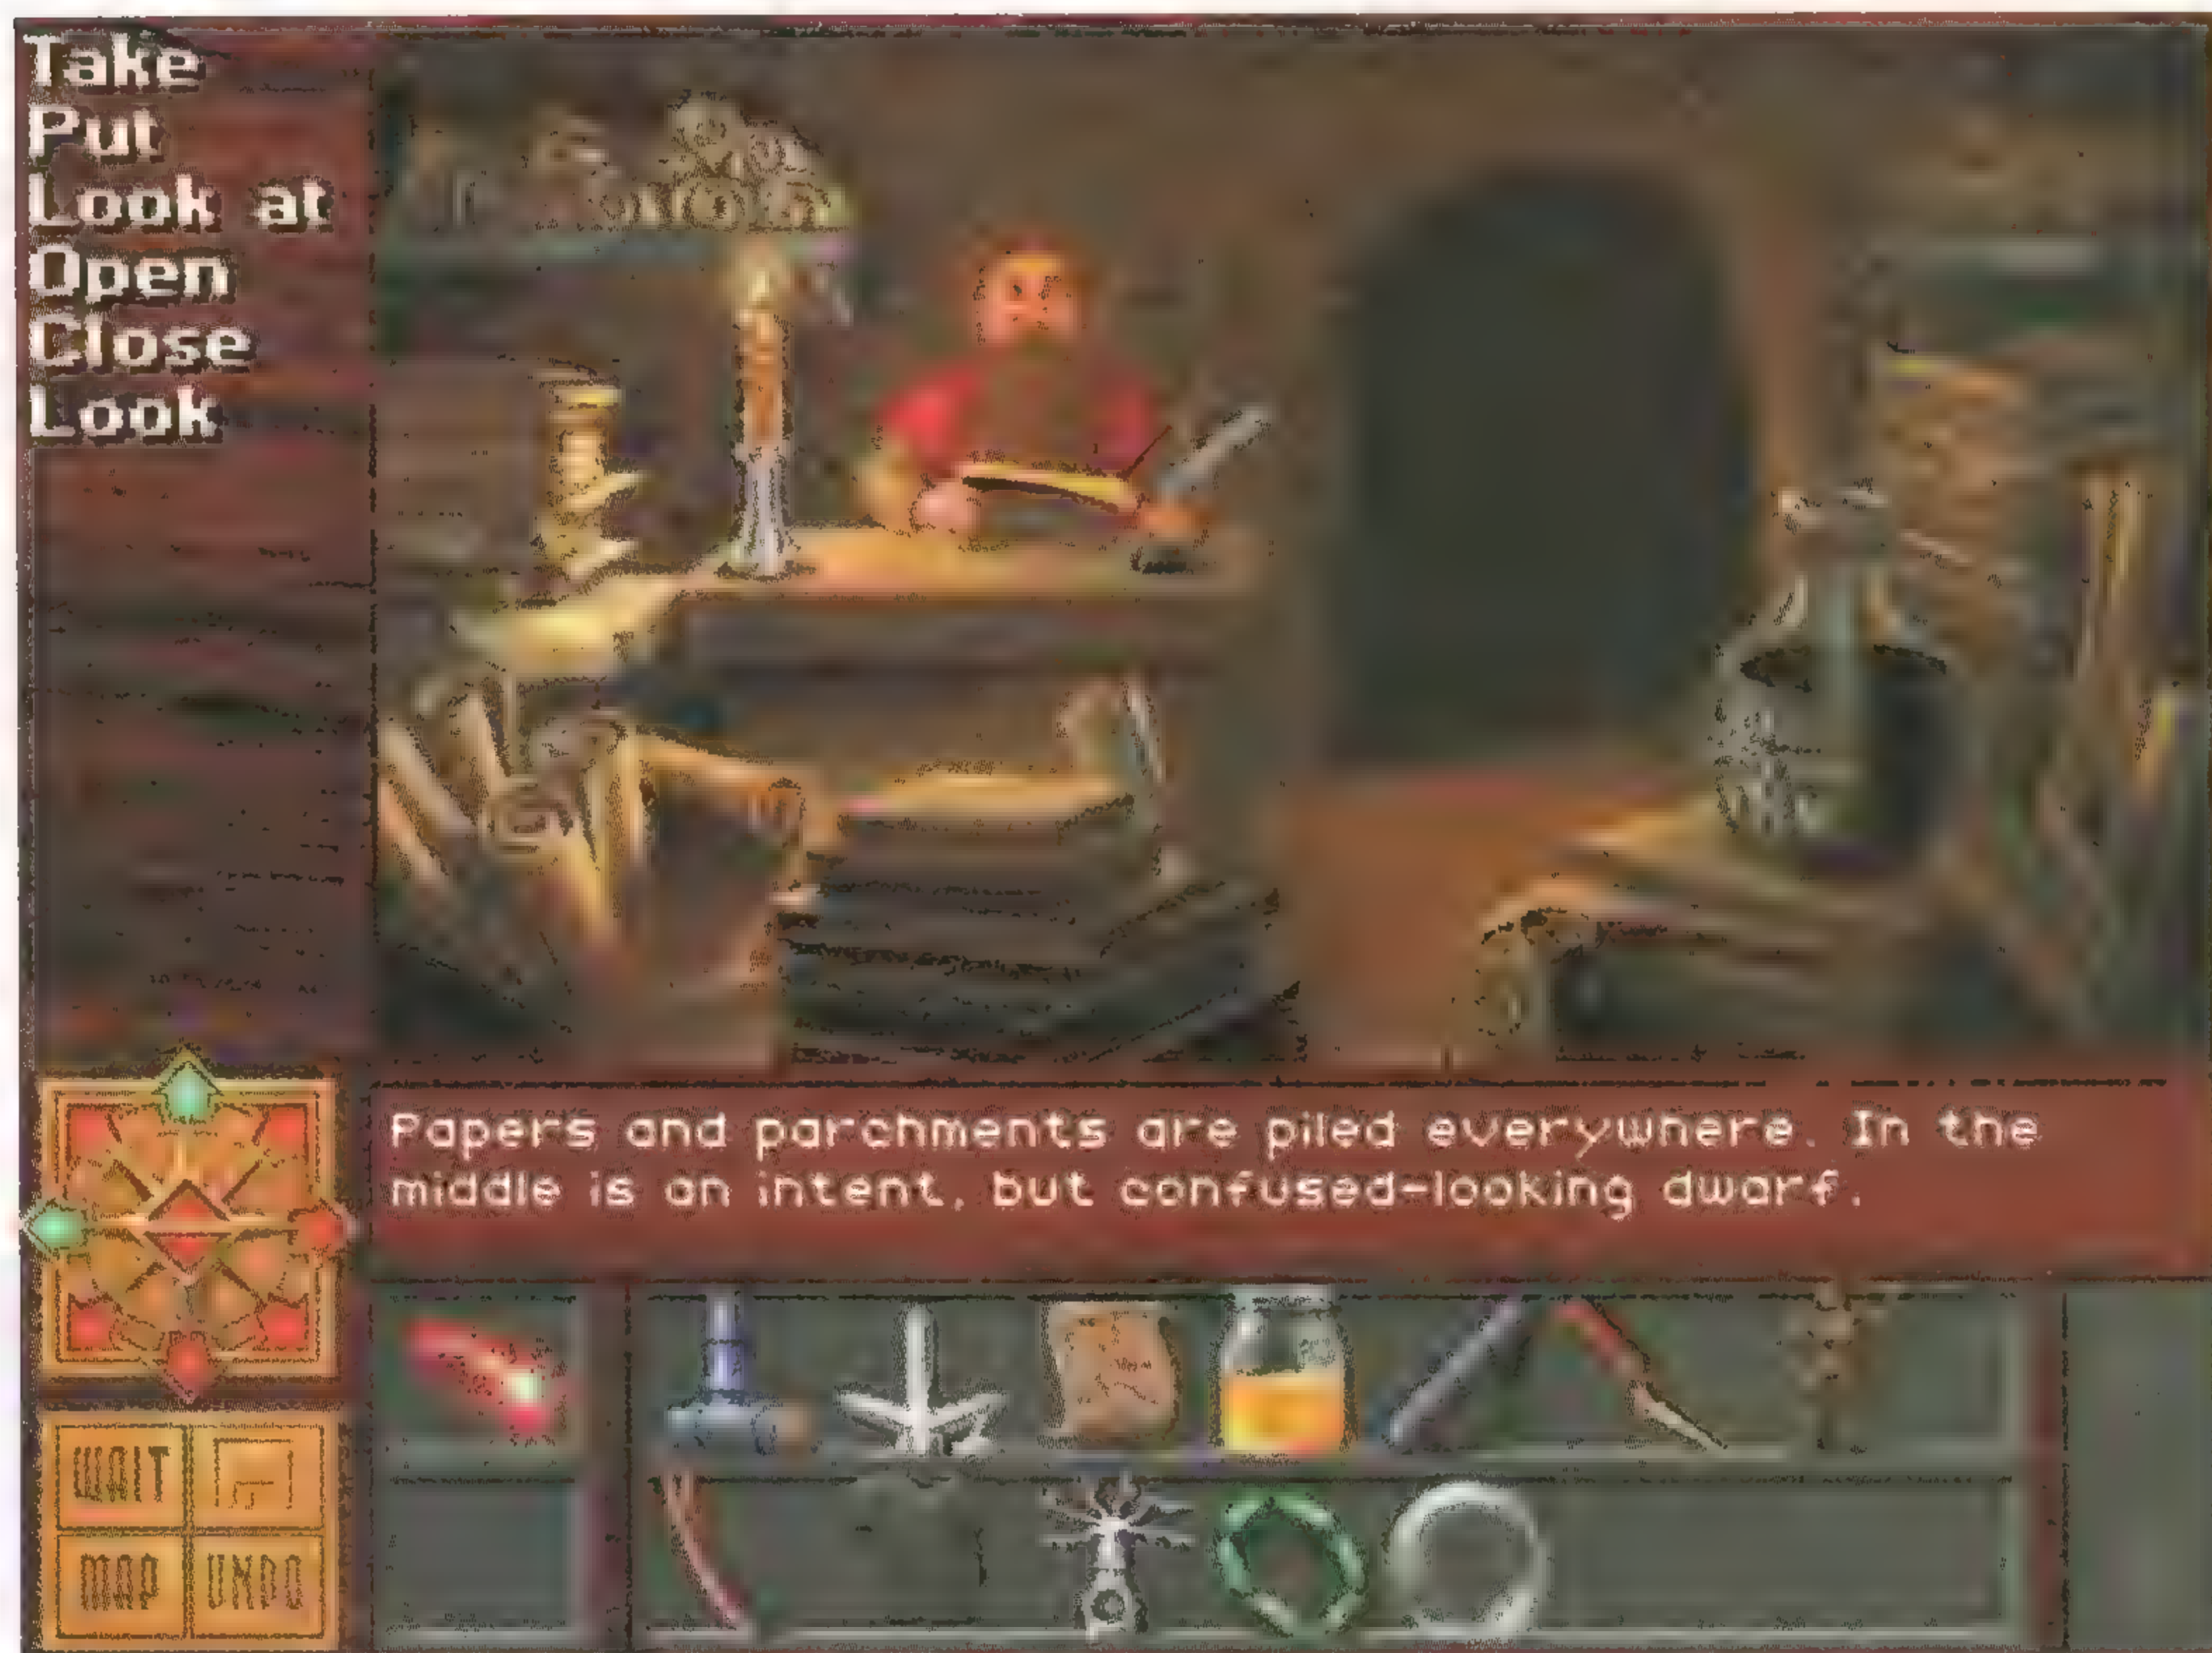 Take
Put
Look at
Open
Close
Look
Papers and parchments are piled everywhere. In the
middle is an intent, but confused-looking dwarf.
WAIT
MAP UNDO